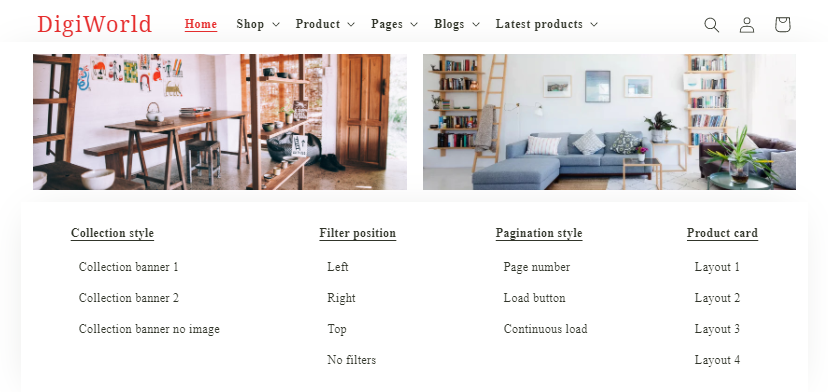 DigiWorld
Home Shop Product Pages Blogs Latest products
Collection style
Collection banner 1
Collection banner 2
Collection banner no image
Filter position
Left
Right
Top
No filters
Pagination style
Page number
Load button
Continuous load
Product card
Layout 1
Layout 2
Layout 3
Layout 4